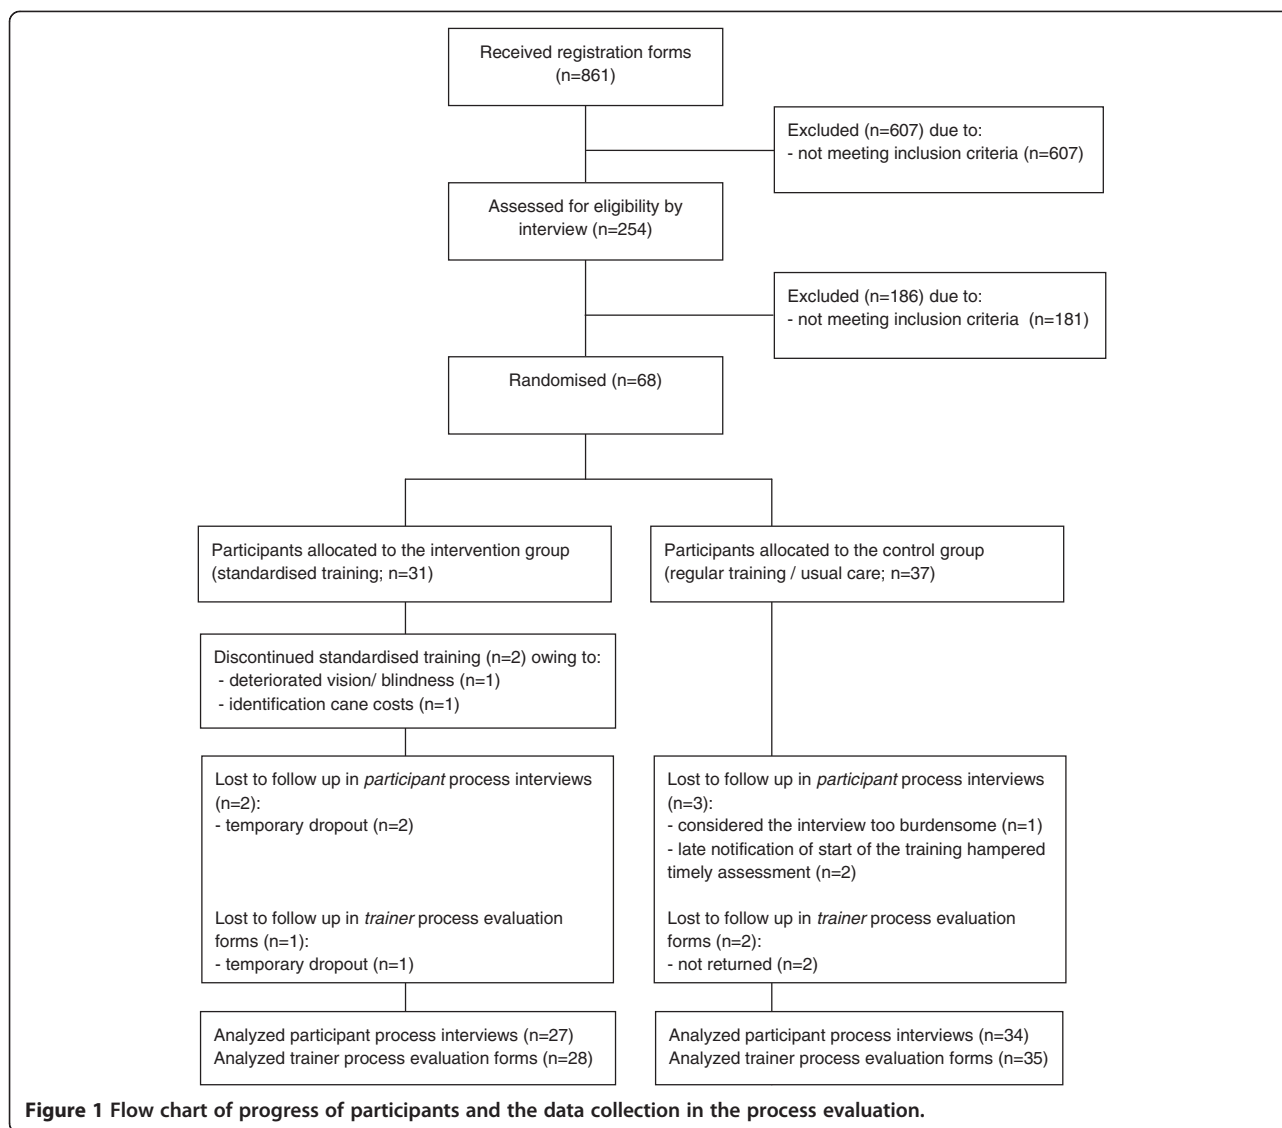 Received registration forms
(n=861)
Excluded (n=607) due to:
- not meeting inclusion criteria (n=607)
Assessed for eligibility by
interview (n=254)
Excluded (n=186) due to:
- not meeting inclusion criteria (n=181)
Randomised (n=68)
Participants allocated to the intervention group
(standardised training; n=31)
Participants allocated to the control group
(regular training / usual care; n=37)
Discontinued standardised training (n=2) owing to:
- deteriorated vision/ blindness (n=1)
- identification cane costs (n=1)
Lost to follow up in participant process interviews
(n=2):
- temporary dropout (n=2)
Lost to follow up in trainer process evaluation
forms (n=1):
- temporary dropout (n=1)
Lost to follow up in participant process interviews
(n=3):
- considered the interview too burdensome (n=1)
- late notification of start of the training hampered
timely assessment (n=2)
Lost to follow up in trainer process evaluation
forms (n=2):
- not returned (n=2)
Analyzed participant process interviews (n=27)
Analyzed trainer process evaluation forms (n=28)
Analyzed participant process interviews (n=34)
Analyzed trainer process evaluation forms (n=35)
Figure 1 Flow chart of progress of participants and the data collection in the process evaluation.